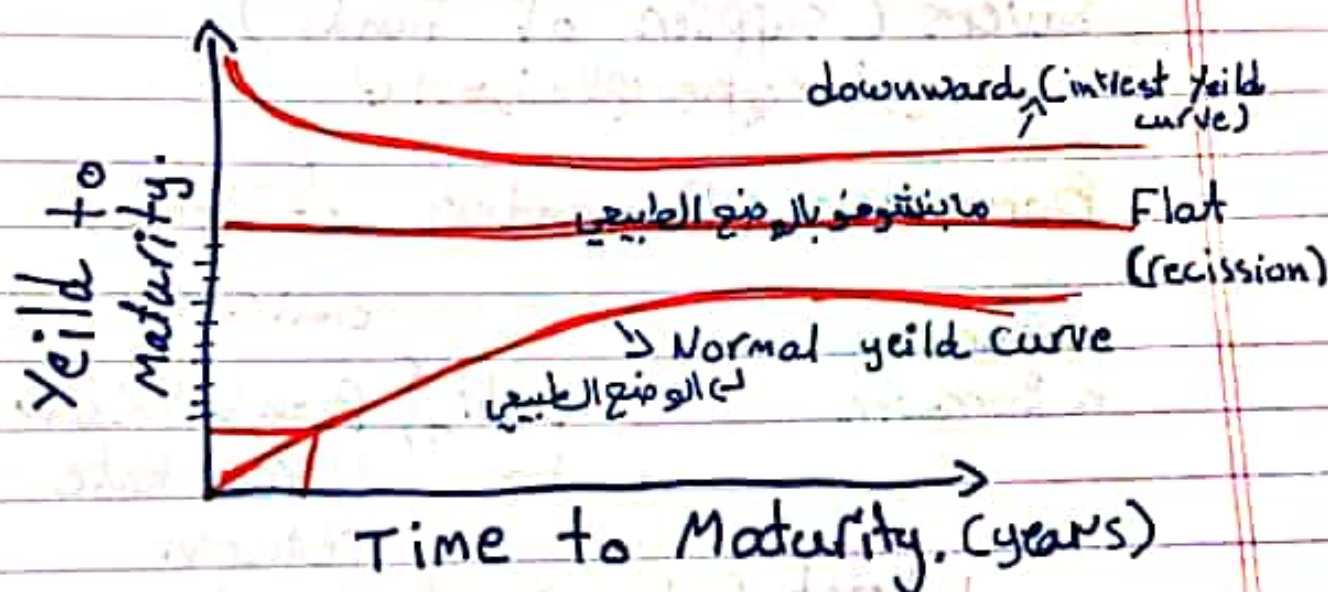 downward (intrest Yeild
curve)
ما بنشوفو بالوضع الطبيعي
Flat
(recission)
Normal yeild curve
الوضع الطبيعي
Yeild to
Maturity.
Time to Maturity. (years)